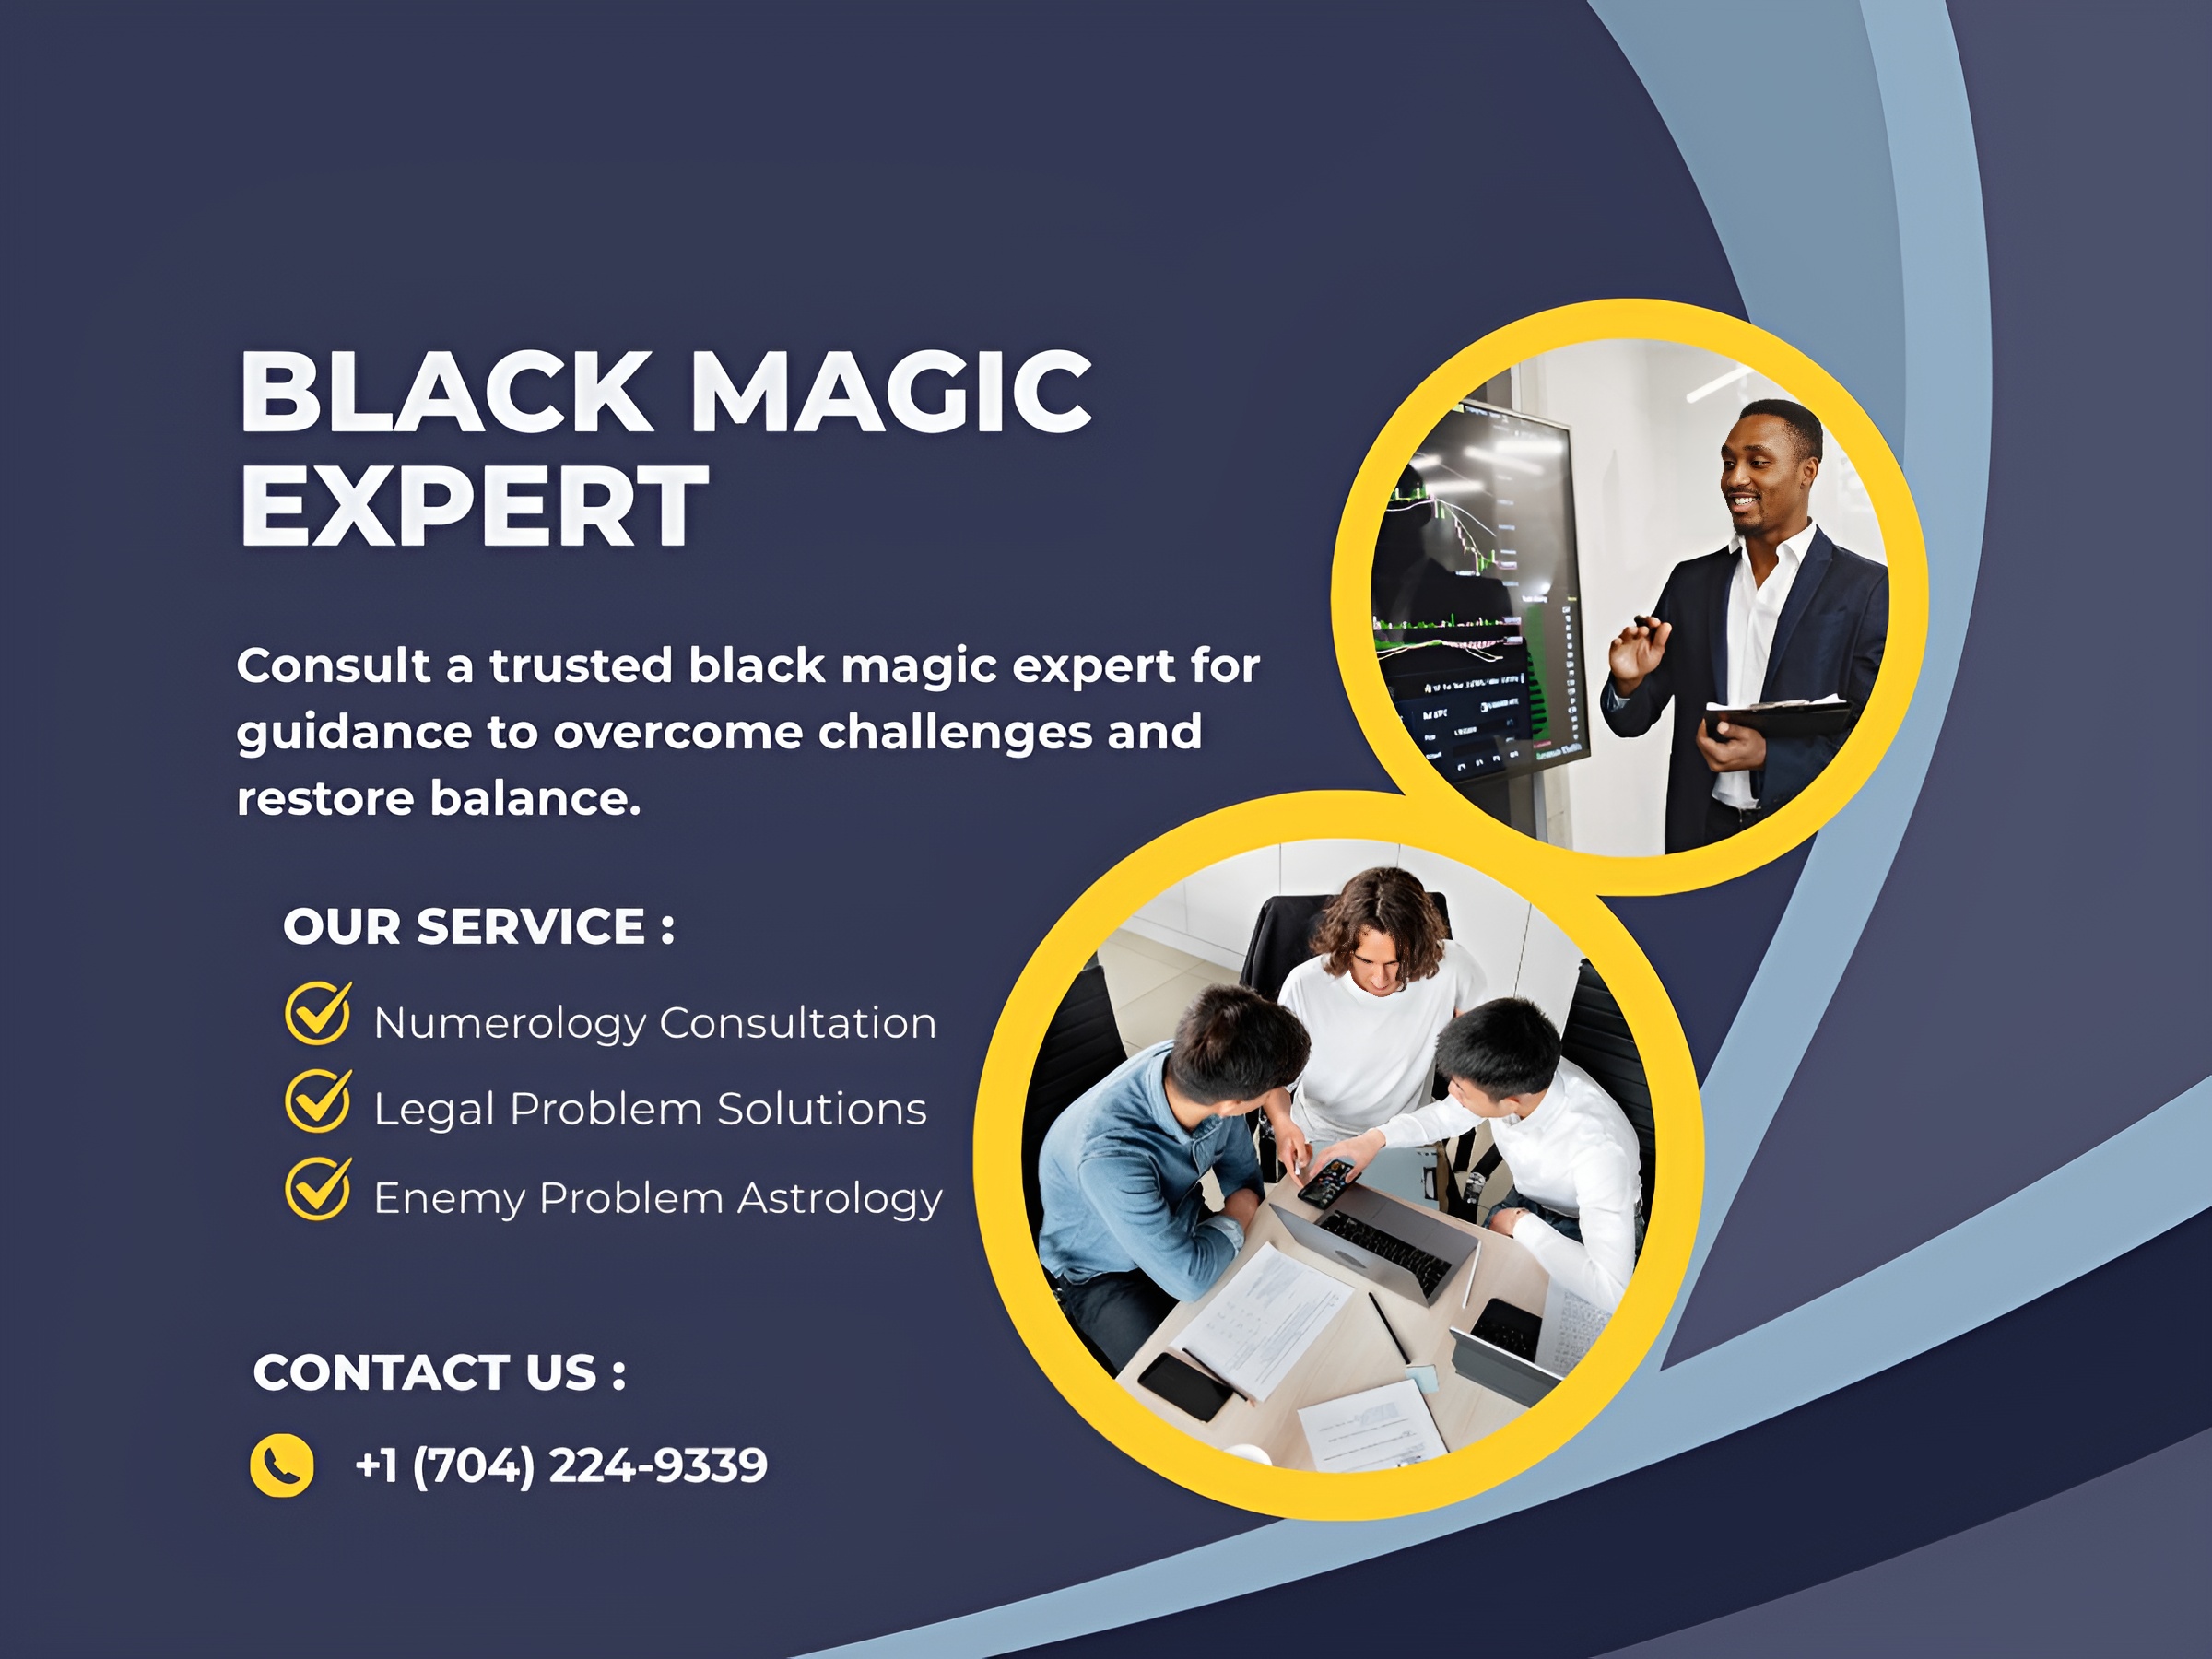 BLACK MAGIC
EXPERT
Consult a trusted black magic expert for
guidance to overcome challenges and
restore balance.
OUR SERVICE :
Numerology Consultation
Legal Problem Solutions
Enemy Problem Astrology
CONTACT US :
+1 (704) 224-9339